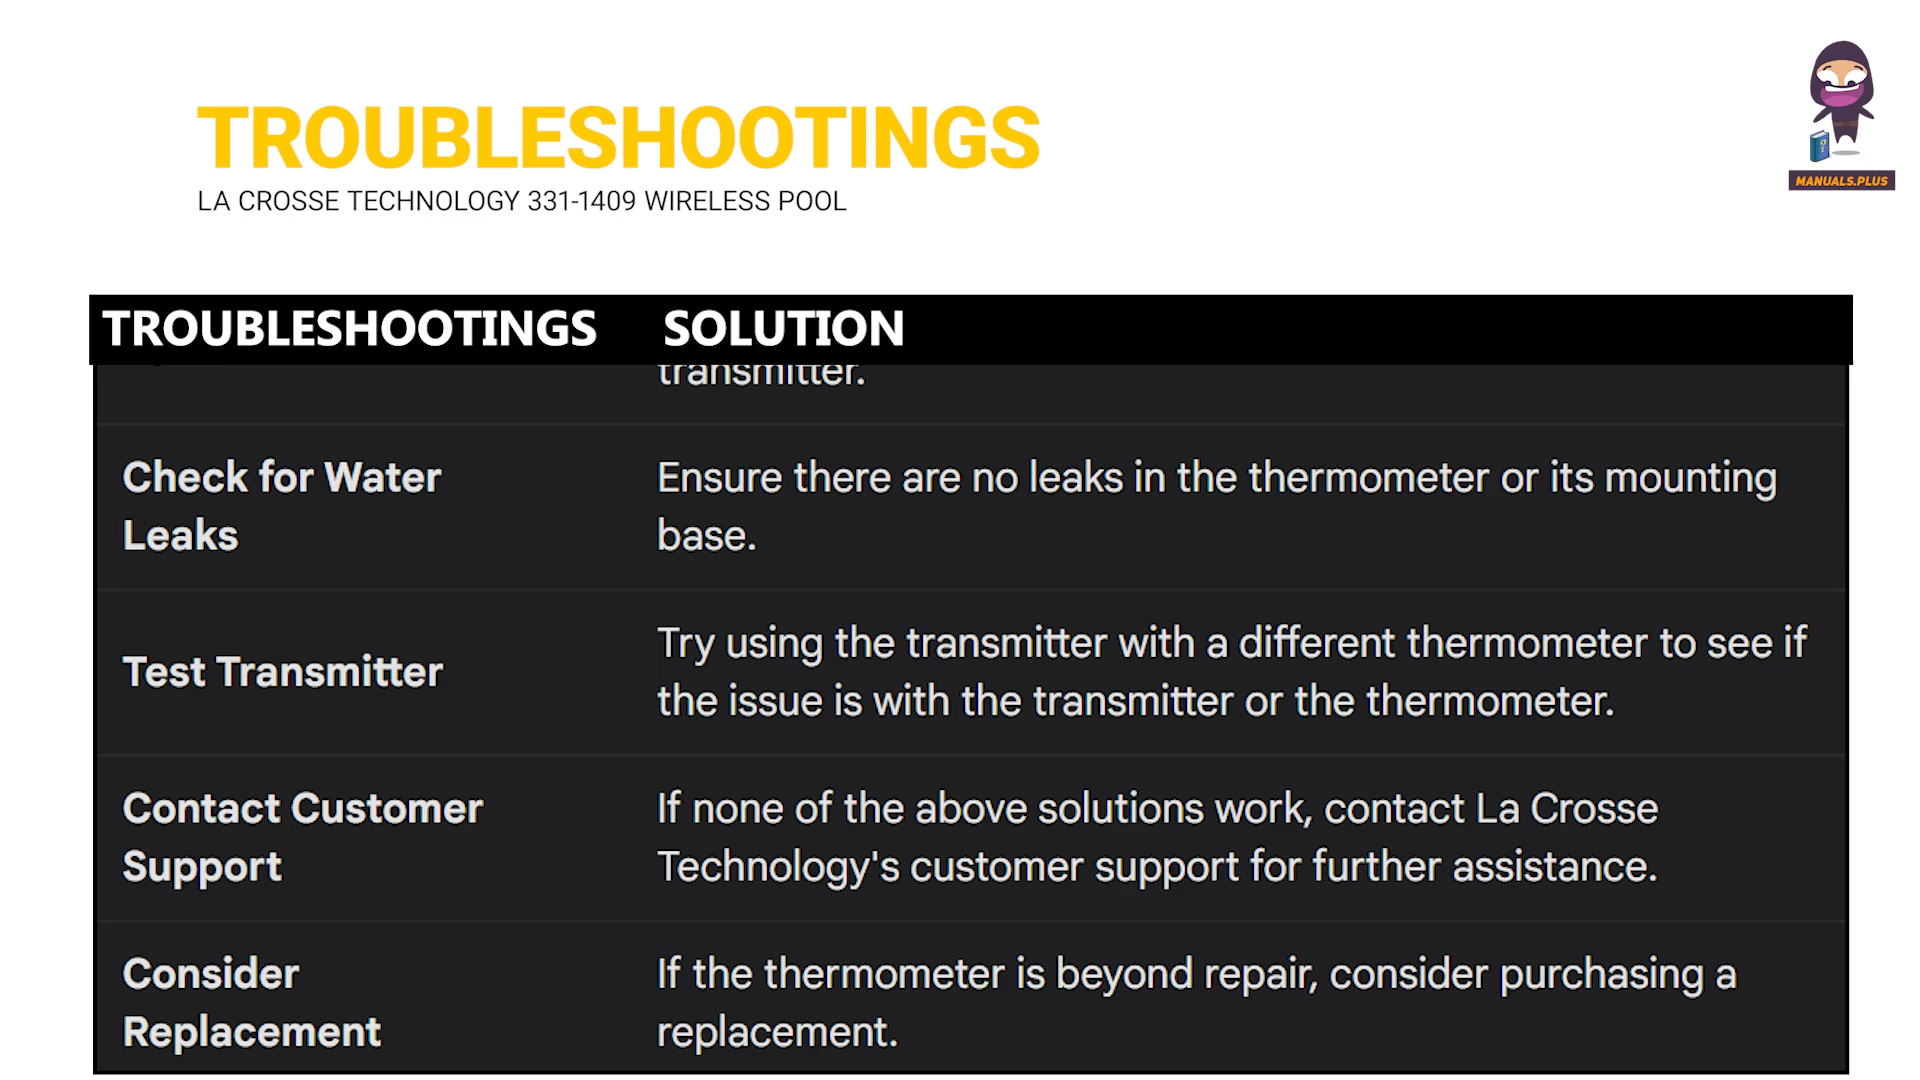 TROUBLESHOOTINGS
LA CROSSE TECHNOLOGY 331-1409 WIRELESS POOL
MANUALS.PLUS
TROUBLESHOOTINGS SOLUTION
transmitter.
Check for Water
Leaks
Ensure there are no leaks in the thermometer or its mounting
base.
Test Transmitter
Try using the transmitter with a different thermometer to see if
the issue is with the transmitter or the thermometer.
Contact Customer
Support
If none of the above solutions work, contact La Crosse
Technology's customer support for further assistance.
Consider
Replacement
If the thermometer is beyond repair, consider purchasing a
replacement.